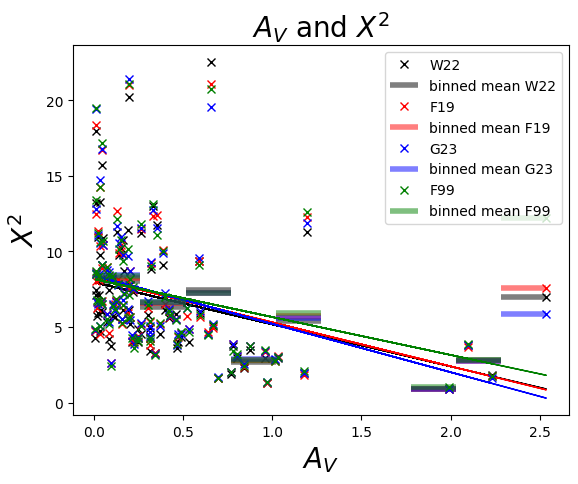 A_V and X^2
W22
binned mean W22
F19
binned mean F19
G23
binned mean G23
F99
binned mean F99
X^2
20
15
10
5
0
0.0 0.5 1.0 1.5 2.0 2.5
A_V